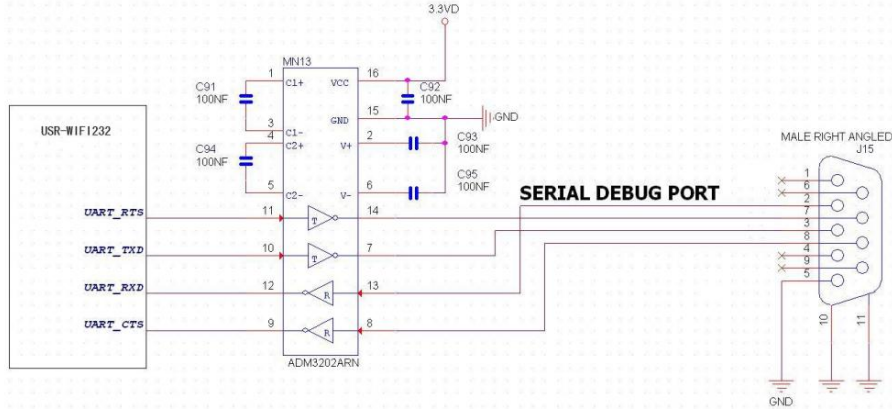 3.3VD
MN13
1 C1+ VCC 16
C91
100NF
C92
100NF
15
GND
GND
3 C1-
4 C2+
2 V+
C94
100NF
C93
100NF
5 C2-
6 V-
C95
100NF
USR-WIFI232
UART_RTS 11 T 14
UART_TXD 10 T 7
UART_RXD 12 R 13
UART_CTS 9 R 8
ADM3202ARN
SERIAL DEBUG PORT
MALE RIGHT ANGLED
J15
1
6
2
7
3
8
4
9
5
10
11
GND